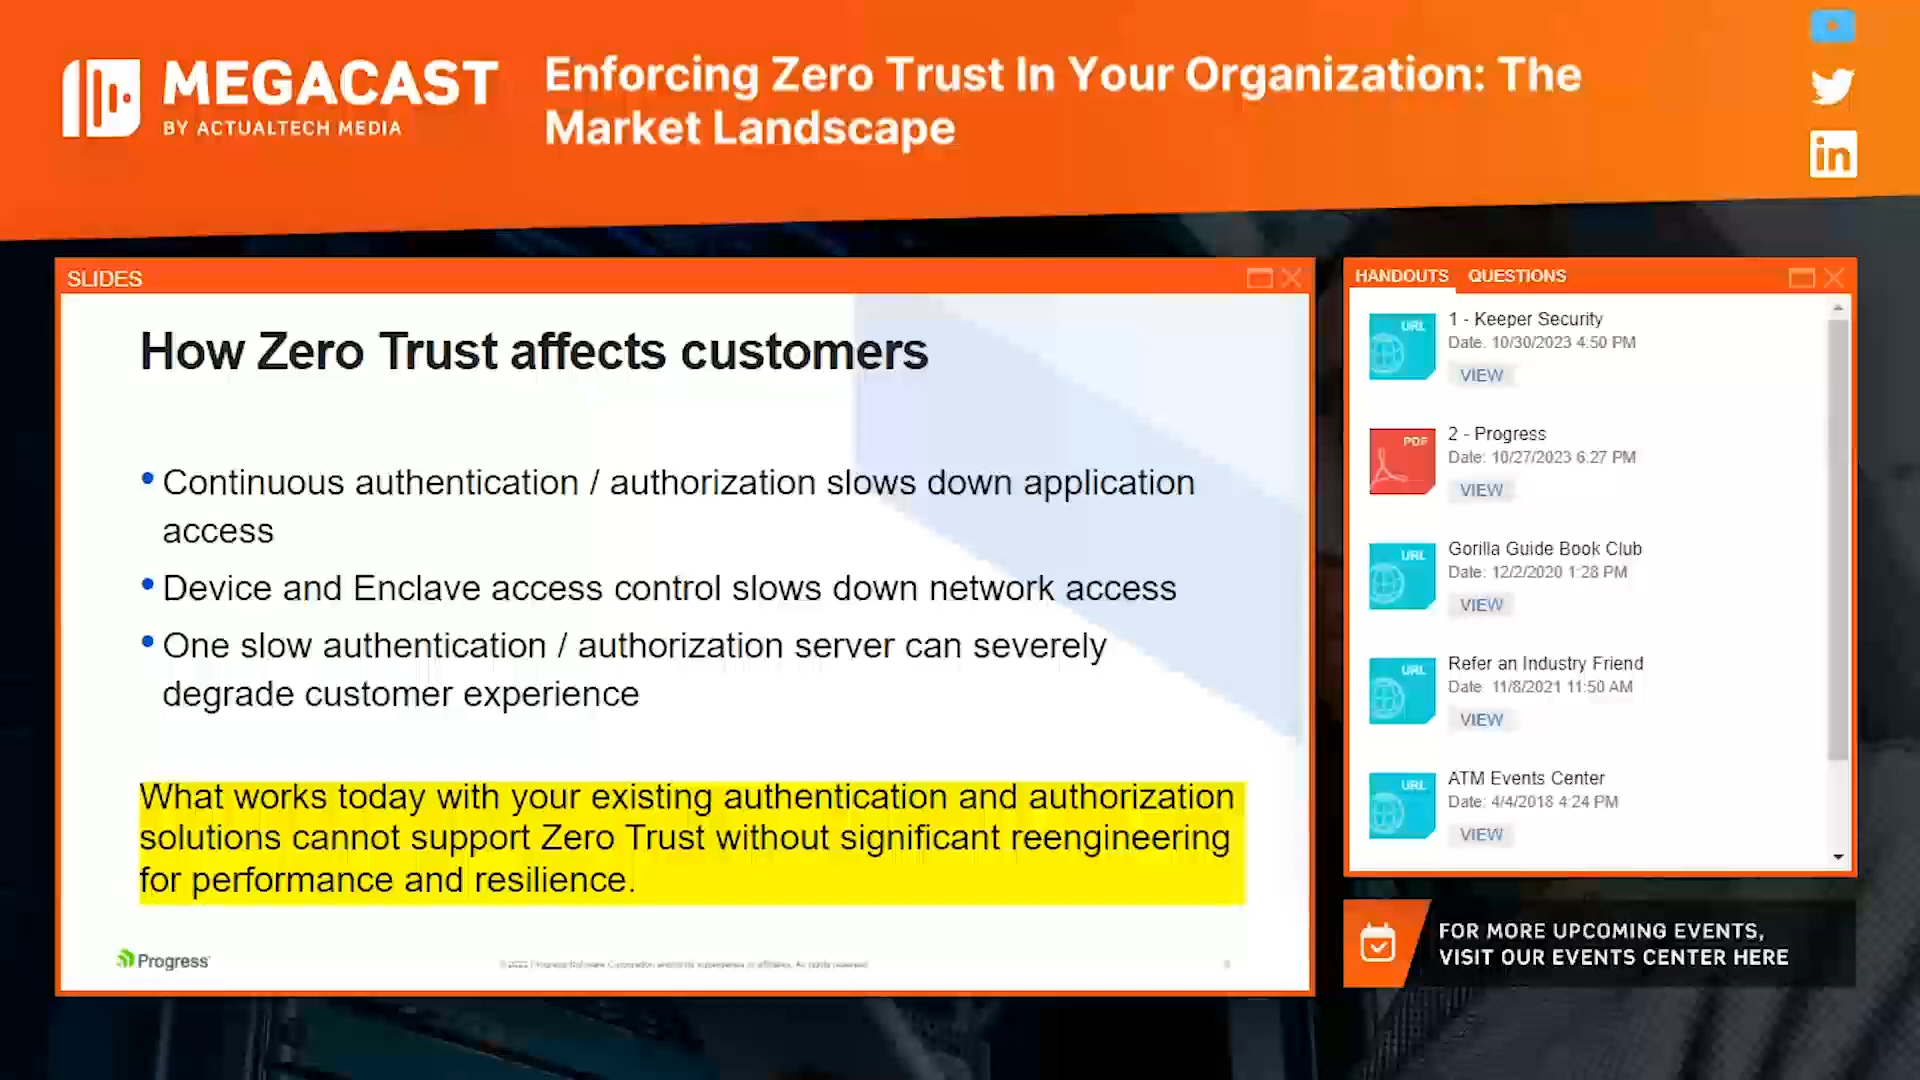 MEGACAST
BY ACTUALTECH MEDIA
Enforcing Zero Trust In Your Organization: The
Market Landscape
in
SLIDES
How Zero Trust affects customers
• Continuous authentication / authorization slows down application
access
• Device and Enclave access control slows down network access
• One slow authentication / authorization server can severely
degrade customer experience
What works today with your existing authentication and authorization
solutions cannot support Zero Trust without significant reengineering
for performance and resilience.
Progress
HANDOUTS QUESTIONS
URL
1 - Keeper Security
Date: 10/30/2023 4:50 PM
VIEW
PDF
2 - Progress
Date: 10/27/2023 6:27 PM
VIEW
URL
Gorilla Guide Book Club
Date: 12/2/2020 1:28 PM
VIEW
URL
Refer an Industry Friend
Date: 11/8/2021 11:50 AM
VIEW
URL
ATM Events Center
Date: 4/4/2018 4:24 PM
VIEW
FOR MORE UPCOMING EVENTS,
VISIT OUR EVENTS CENTER HERE